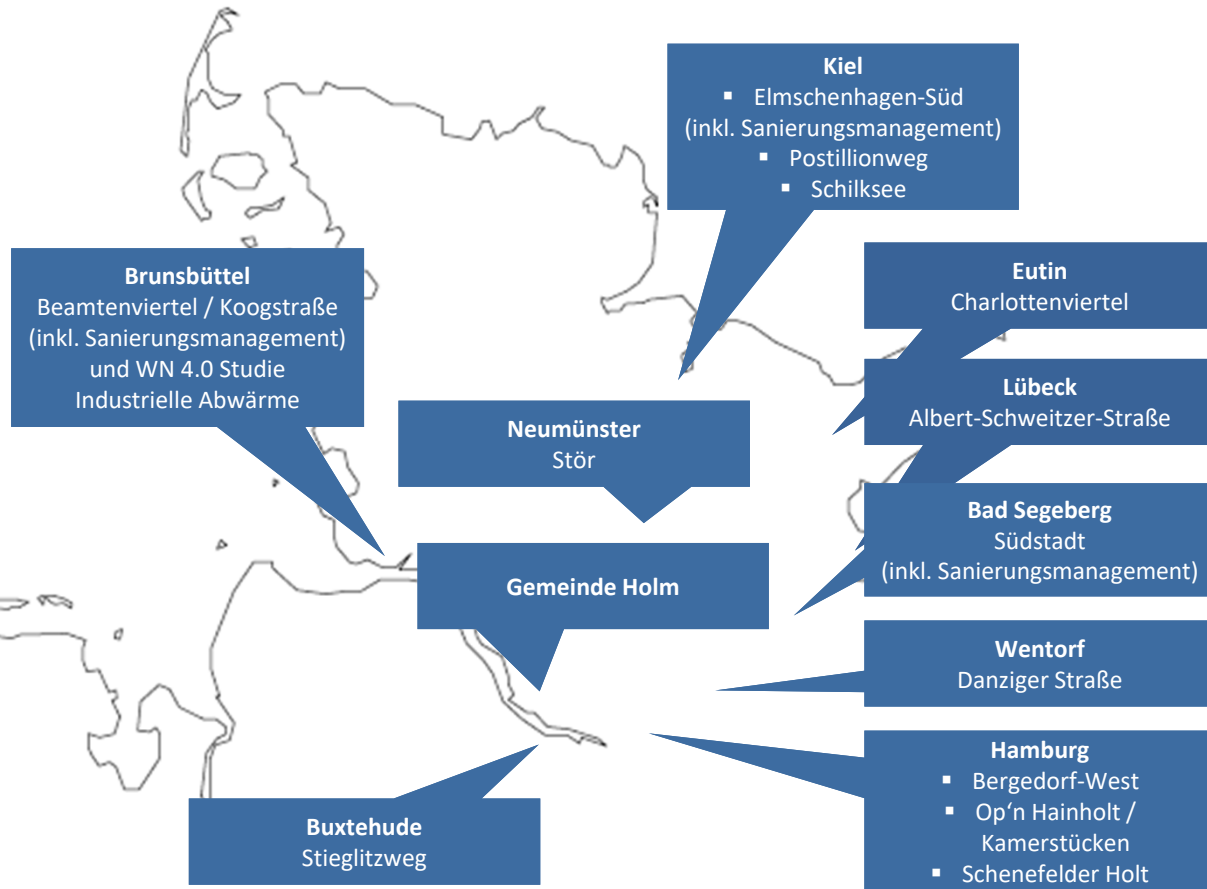 Kiel
▪ Elmschenhagen-Süd
(inkl. Sanierungsmanagement)
▪ Postillionweg
▪ Schilksee
Brunsbüttel
Beamtenviertel / Koogstraße
(inkl. Sanierungsmanagement)
und WN 4.0 Studie
Industrielle Abwärme
Eutin
Charlottenviertel
Lübeck
Albert-Schweitzer-Straße
Neumünster
Stör
Bad Segeberg
Südstadt
(inkl. Sanierungsmanagement)
Gemeinde Holm
Wentorf
Danziger Straße
Hamburg
▪ Bergedorf-West
▪ Op‘n Hainholt /
Kamerstücken
▪ Schenefelder Holt
Buxtehude
Stieglitzweg